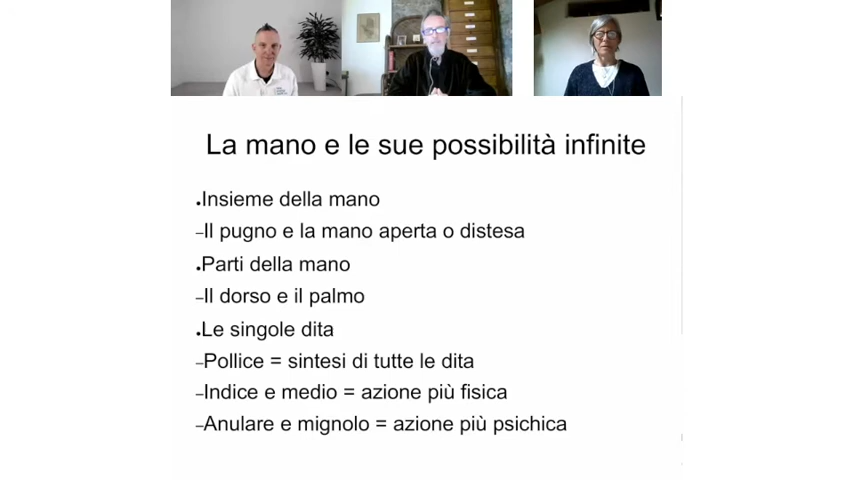 La mano e le sue possibilità infinite
•Insieme della mano
–Il pugno e la mano aperta o distesa
•Parti della mano
–Il dorso e il palmo
•Le singole dita
–Pollice = sintesi di tutte le dita
–Indice e medio = azione più fisica
–Anulare e mignolo = azione più psichica